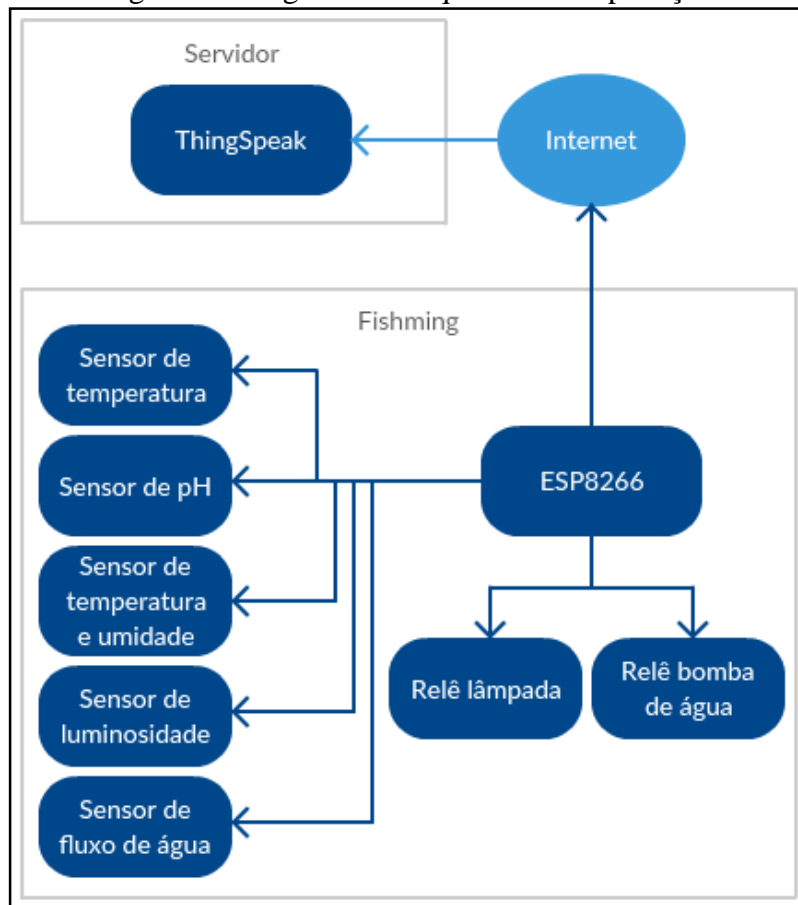 Servidor
ThingSpeak
Internet
Fishming
Sensor de
temperatura
Sensor de pH
Sensor de
temperatura
e umidade
Sensor de
luminosidade
Sensor de
fluxo de água
ESP8266
Relê lâmpada
Relê bomba
de água